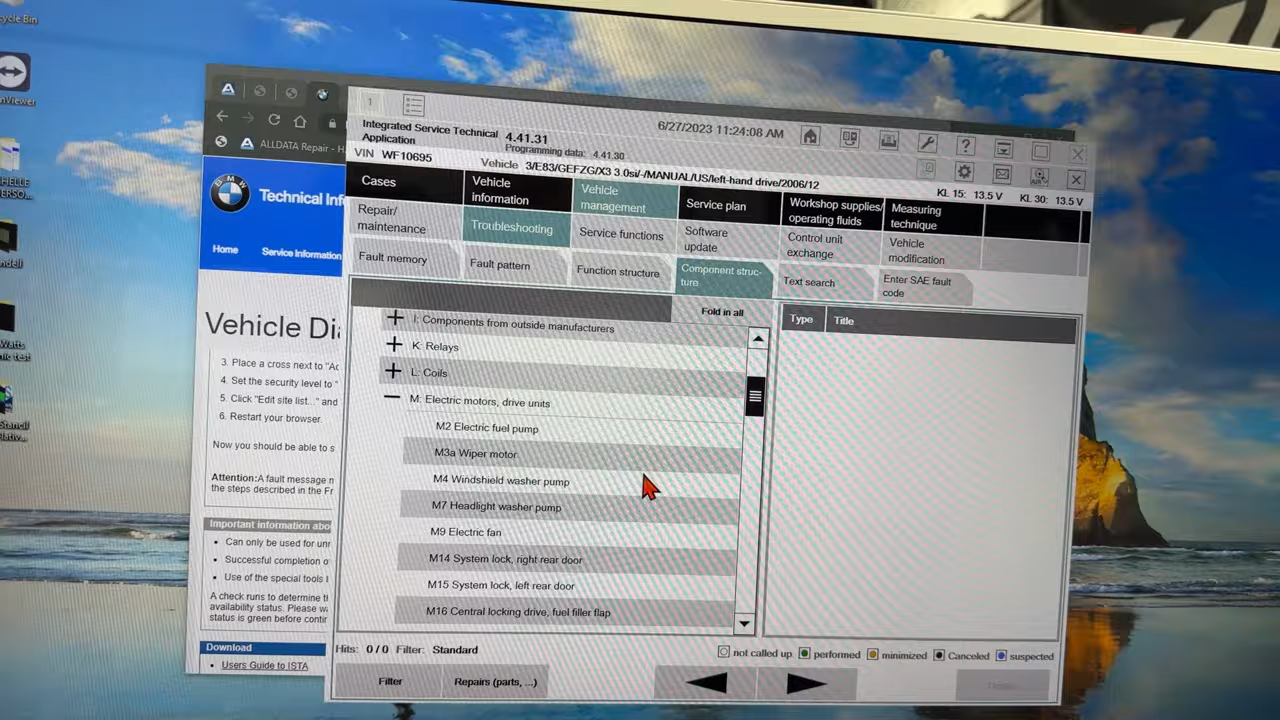 cycle Bin
1
Integrated Service Technical
Application
4.41.31
Programming data: 4.41.30
6/27/2023 11:24:08 AM
VIN WF10695
Vehicle 3/E83/GEFZG/X3 3.0si/-/MANUAL/US/left-hand drive/2006/12
KL 15: 13.5 V KL 30: 13.5 V
ALLDATA Repair - H
BMW
Technical Inf
Home Service Information
Cases
Vehicle
information
Vehicle
management
Service plan
Workshop supplies/
operating fluids
Measuring
technique
Repair/
maintenance
Troubleshooting
Service functions
Software
update
Control unit
exchange
Vehicle
modification
Fault memory
Fault pattern
Function structure
Component struc-
ture
Text search
Enter SAE fault
code
Fold in all
Type Title
I: Components from outside manufacturers
K: Relays
L: Coils
M: Electric motors, drive units
M2 Electric fuel pump
M3a Wiper motor
M4 Windshield washer pump
M7 Headlight washer pump
M9 Electric fan
M14 System lock, right rear door
M15 System lock, left rear door
M16 Central locking drive, fuel filler flap
Hits: 0/0 Filter: Standard
not called up performed minimized Canceled suspected
Filter
Repairs (parts, ...)
Vehicle Di
3. Place a cross next to "Ac
4. Set the security level to "
5. Click "Edit site list..." and
6. Restart your browser.
Now you should be able to s
Attention: A fault message n
the steps described in the Fr
Important information abo
Can only be used for unr
Successful completion o
Use of the special tools I
A check runs to determine th
availability status. Please wa
status is green before contir
Download
Users Guide to ISTA